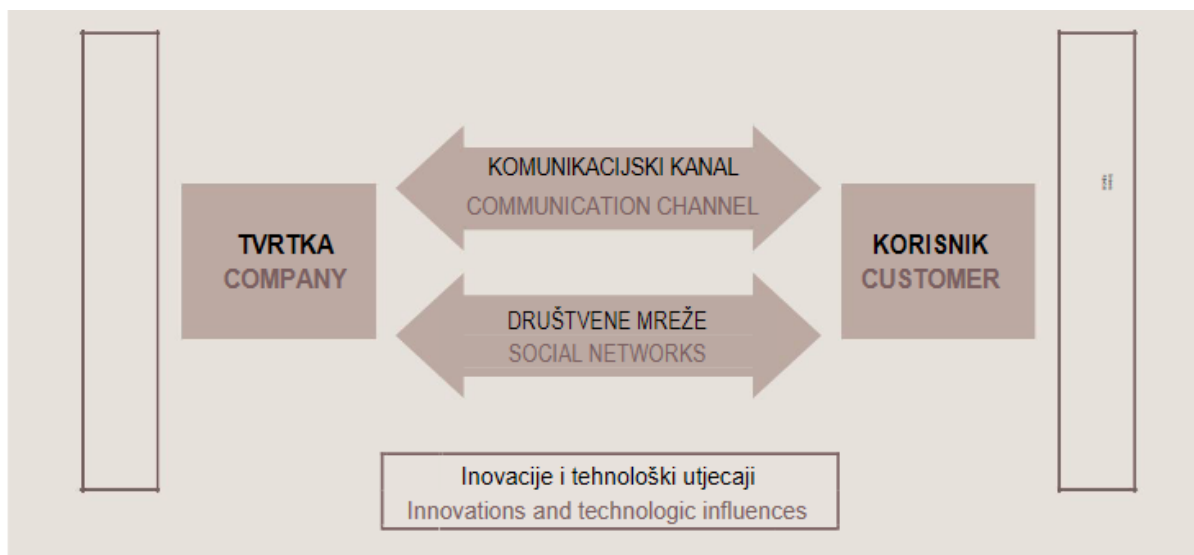 KOMUNIKACIJSKI KANAL
COMMUNICATION CHANNEL
TVRTKA
COMPANY
KORISNIK
CUSTOMER
DRUŠTVENE MREŽE
SOCIAL NETWORKS
Inovacije i tehnološki utjecaji
Innovations and technologic influences